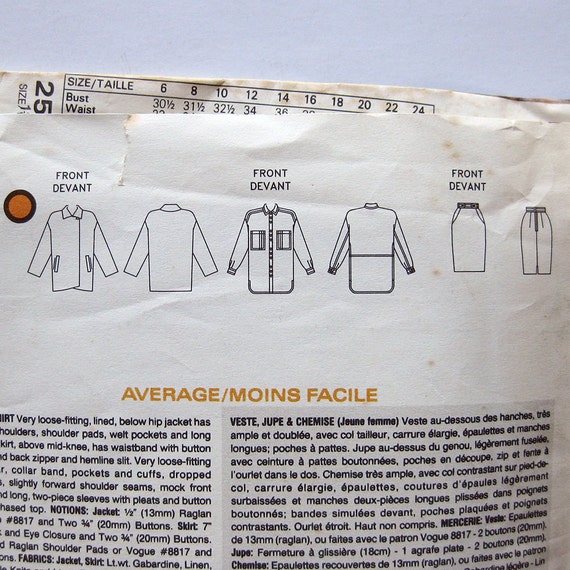 25
SIZE/TAILLE 6 8 10 12 14 16 18 20 22 24
Bust 30½ 31½ 32½ 34 36
Waist
FRONT
DEVANT
FRONT
DEVANT
FRONT
DEVANT
AVERAGE/MOINS FACILE
Very loose-fitting, lined, below hip jacket has
shoulder pads, welt pockets and long
above mid-knee, has waistband with button
and back zipper and hemline slit. Very loose-fitting
collar band, pockets and cuffs, dropped
slightly forward shoulder seams, mock front
and long, two-piece sleeves with pleats and button
top. NOTIONS: Jacket: ½" (13mm) Raglan
#8817 and Two ¾" (20mm) Buttons. Skirt: 7"
and Eye Closure and Two ¾" (20mm) Buttons.
Raglan Shoulder Pads or Vogue #8817 and
FABRICS: Jacket, Skirt: Lt. Gabardine, Linen,
VESTE, JUPE & CHEMISE (Jeune femme) Veste au-dessous des hanches, très
ample et doublée, avec col tailleur, carrure élargie, épaulettes et manches
longues; poches à pattes. Jupe au-dessus du genou, légèrement fuselée,
avec ceinture à pattes boutonnées, poches en découpe, zip et fente à
l'ourlet dans le dos. Chemise très ample, avec col contrastant sur pied-de-
col, carrure élargie, épaulettes, coutures d'épaules légèrement
surbaissées et manches deux-pièces longues plissées dans poignets
boutonnés; bandes simulées devant, poches plaquées et poignets
contrastants. Ourlet étroit. Haut non compris. MERCERIE: Veste: Epaulettes
de 13mm (raglan), ou faites avec le patron Vogue 8817 - 2 boutons (20mm).
Jupe: Fermeture à glissière (18cm) - 1 agrafe plate - 2 boutons (20mm).
Chemise: Epaulettes recouvertes de 13mm (raglan), ou faites avec le patron